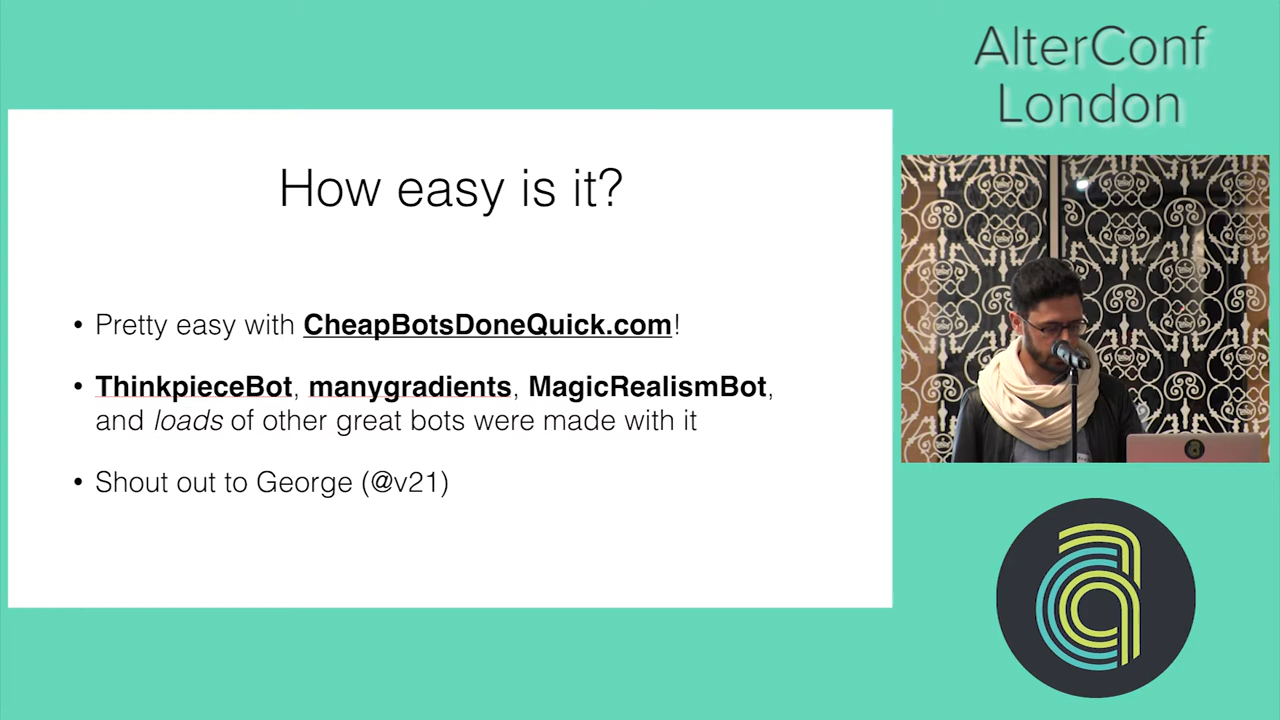 AlterConf
London
How easy is it?
• Pretty easy with CheapBotsDoneQuick.com!
• ThinkpieceBot, manygradients, MagicRealismBot,
and loads of other great bots were made with it
• Shout out to George (@v21)